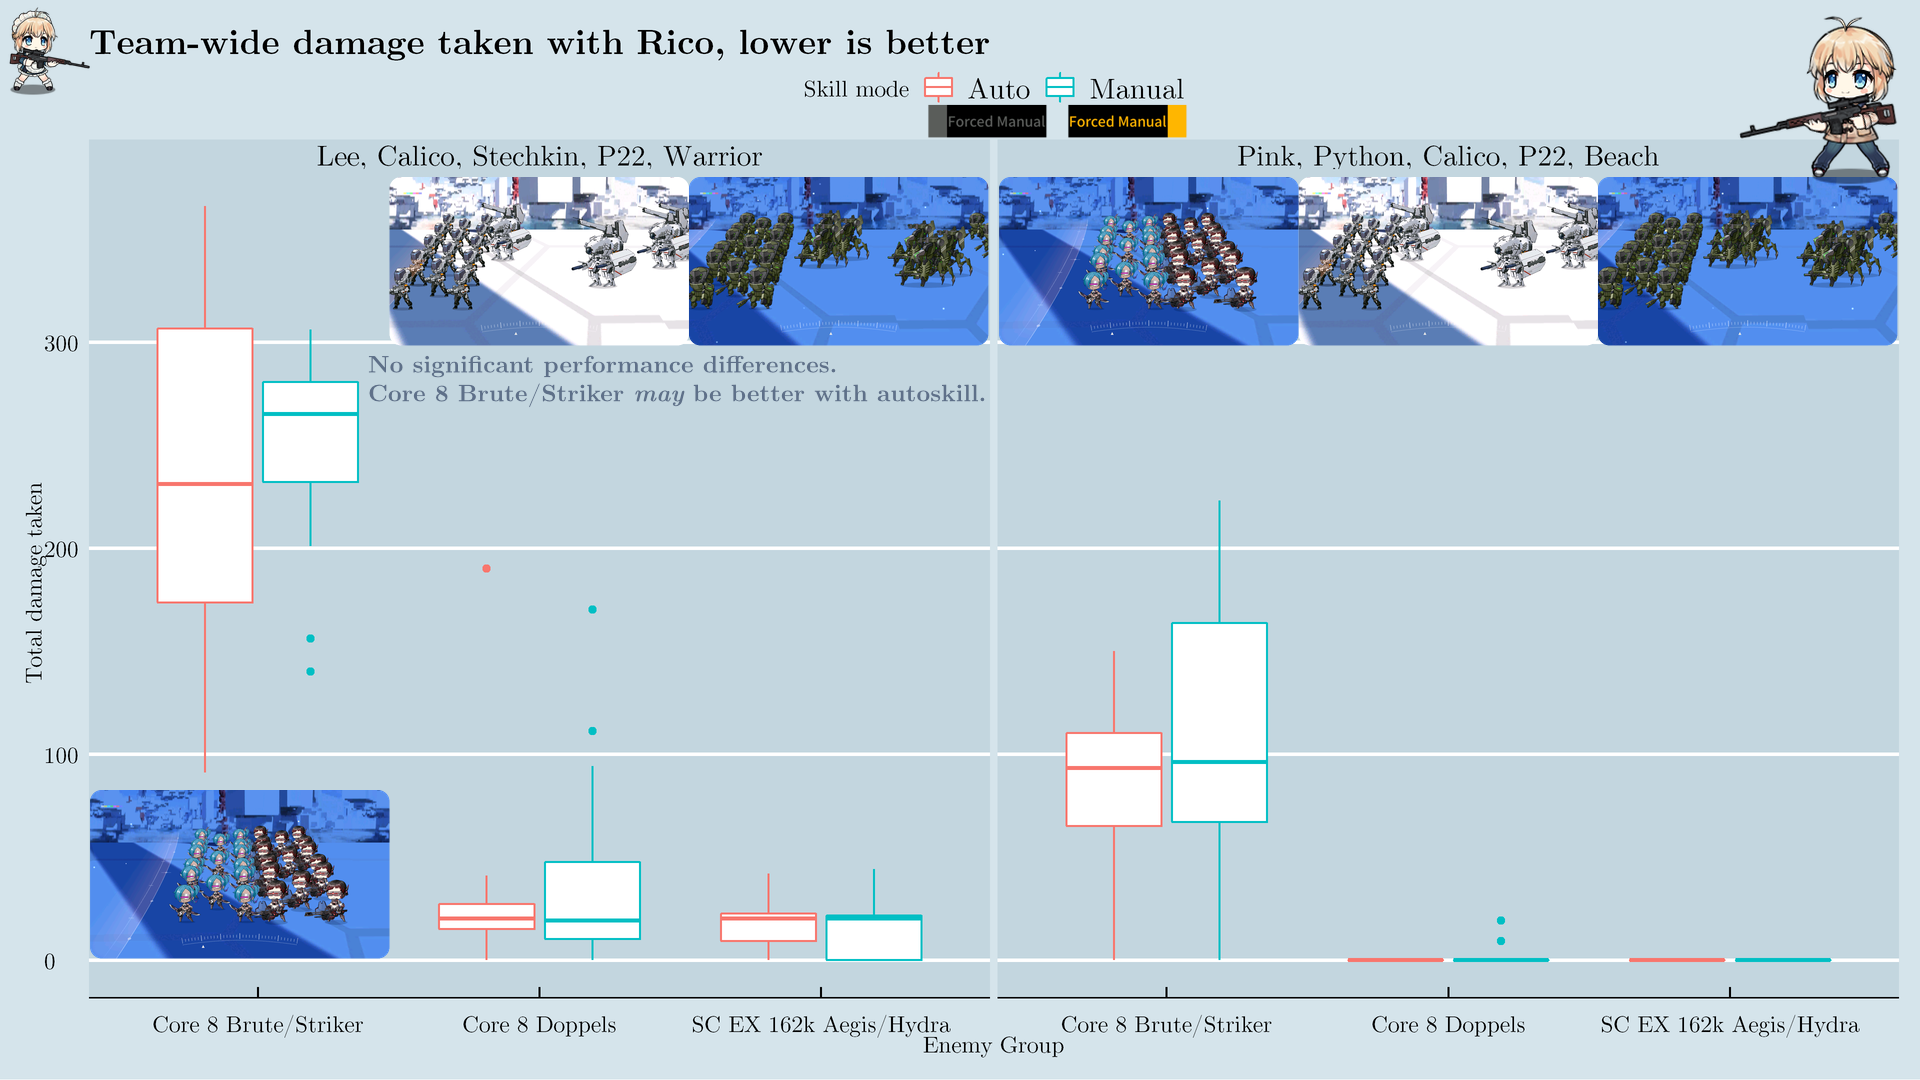 Team-wide damage taken with Rico, lower is better
Skill mode Auto Manual
Forced Manual Forced Manual
Lee, Calico, Stechkin, P22, Warrior
Pink, Python, Calico, P22, Beach
No significant performance differences.
Core 8 Brute/Striker may be better with autoskill.
Total damage taken
300
200
100
0
Core 8 Brute/Striker Core 8 Doppels SC EX 162k Aegis/Hydra
Core 8 Brute/Striker Core 8 Doppels SC EX 162k Aegis/Hydra
Enemy Group